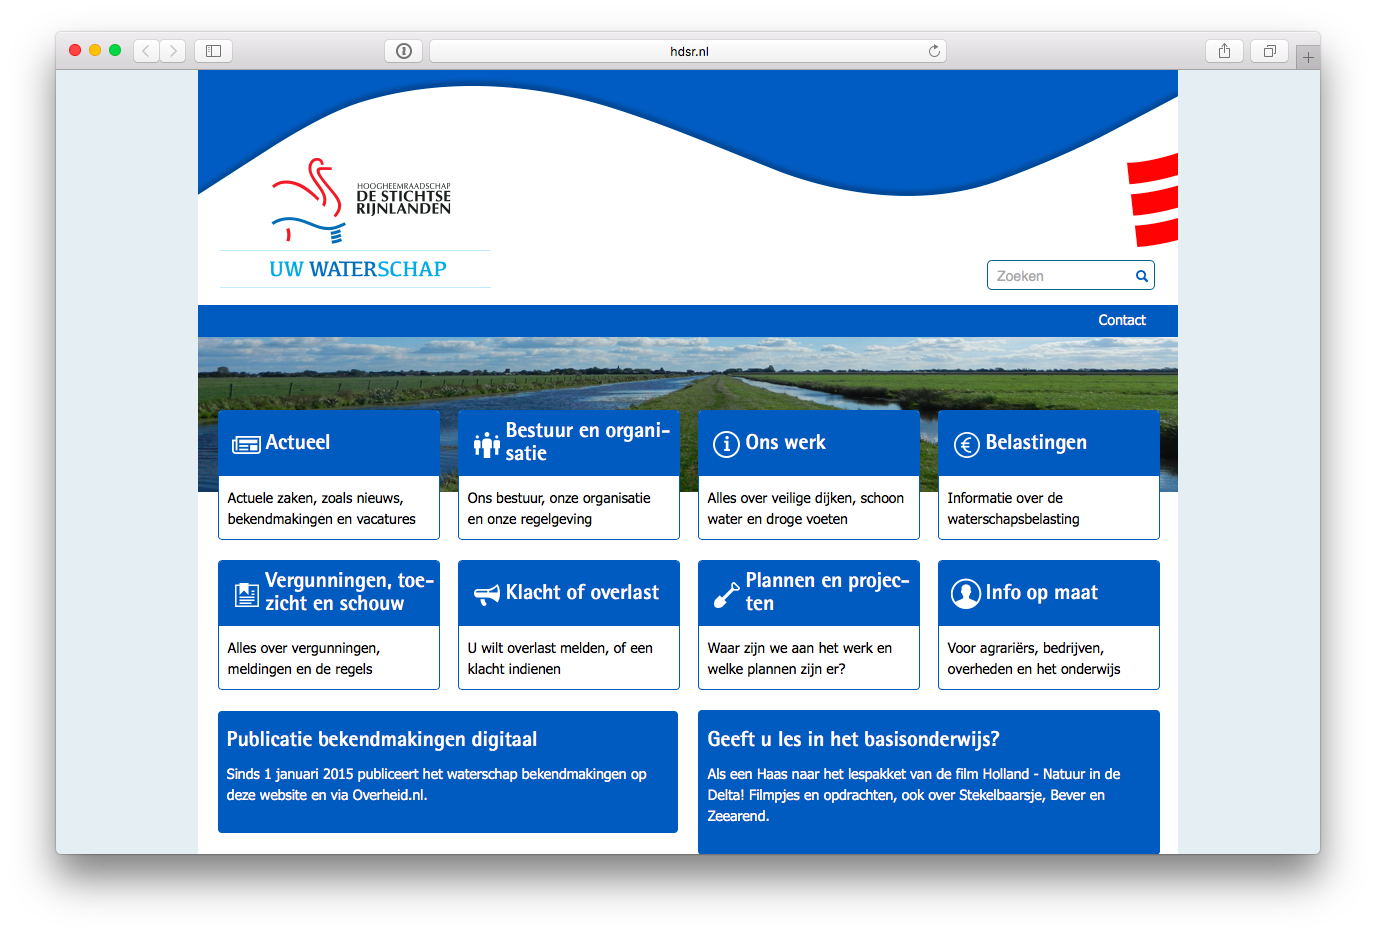 hdsr.nl
HOOGHEEMRAADSCHAP
DE STICHTSE
RIJNLANDEN
UW WATERSCHAP
Zoeken
Contact
Actueel
Actuele zaken, zoals nieuws,
bekendmakingen en vacatures
Bestuur en organi-
satie
Ons bestuur, onze organisatie
en onze regelgeving
Ons werk
Alles over veilige dijken, schoon
water en droge voeten
Belastingen
Informatie over de
waterschapsbelasting
Vergunningen, toe-
zicht en schouw
Alles over vergunningen,
meldingen en de regels
Klacht of overlast
U wilt overlast melden, of een
klacht indienen
Plannen en projec-
ten
Waar zijn we aan het werk en
welke plannen zijn er?
Info op maat
Voor agrariërs, bedrijven,
overheden en het onderwijs
Publicatie bekendmakingen digitaal
Sinds 1 januari 2015 publiceert het waterschap bekendmakingen op
deze website en via Overheid.nl.
Geeft u les in het basisonderwijs?
Als een Haas naar het lespakket van de film Holland - Natuur in de
Delta! Filmpjes en opdrachten, ook over Stekelbaarsje, Bever en
Zeearend.